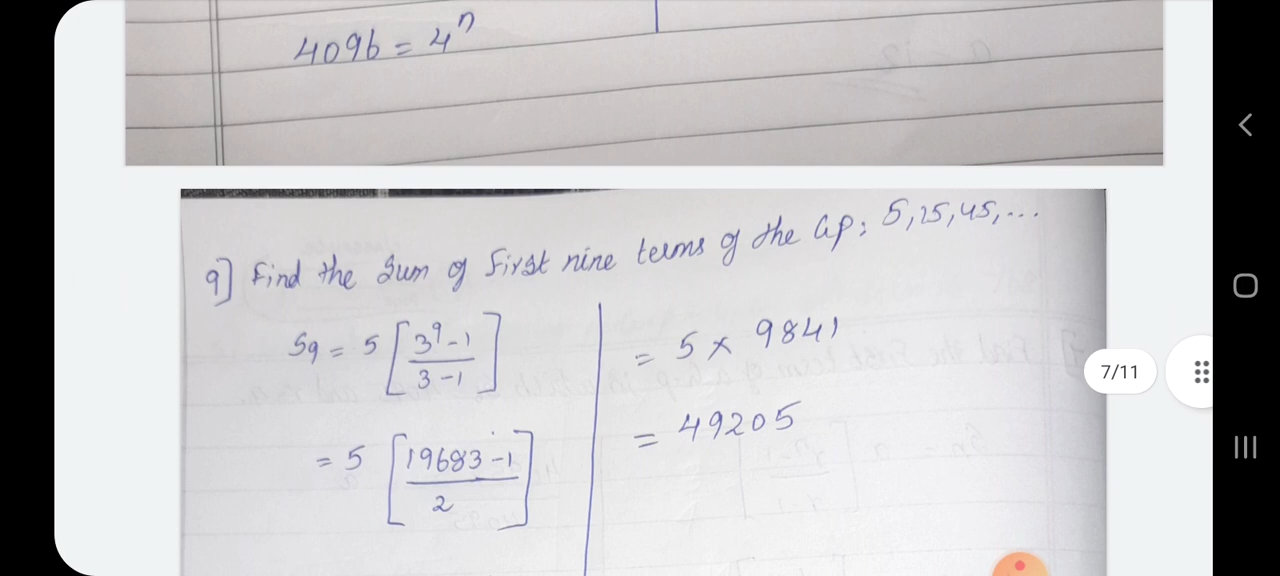 4096 = 4^n
9] Find the Sum of First nine terms of the GP: 5,15,45,...
S9 = 5 [ (3^9 - 1) / (3 - 1) ]
= 5 [ (19683 - 1) / 2 ]
= 5 × 9841
= 49205
7/11